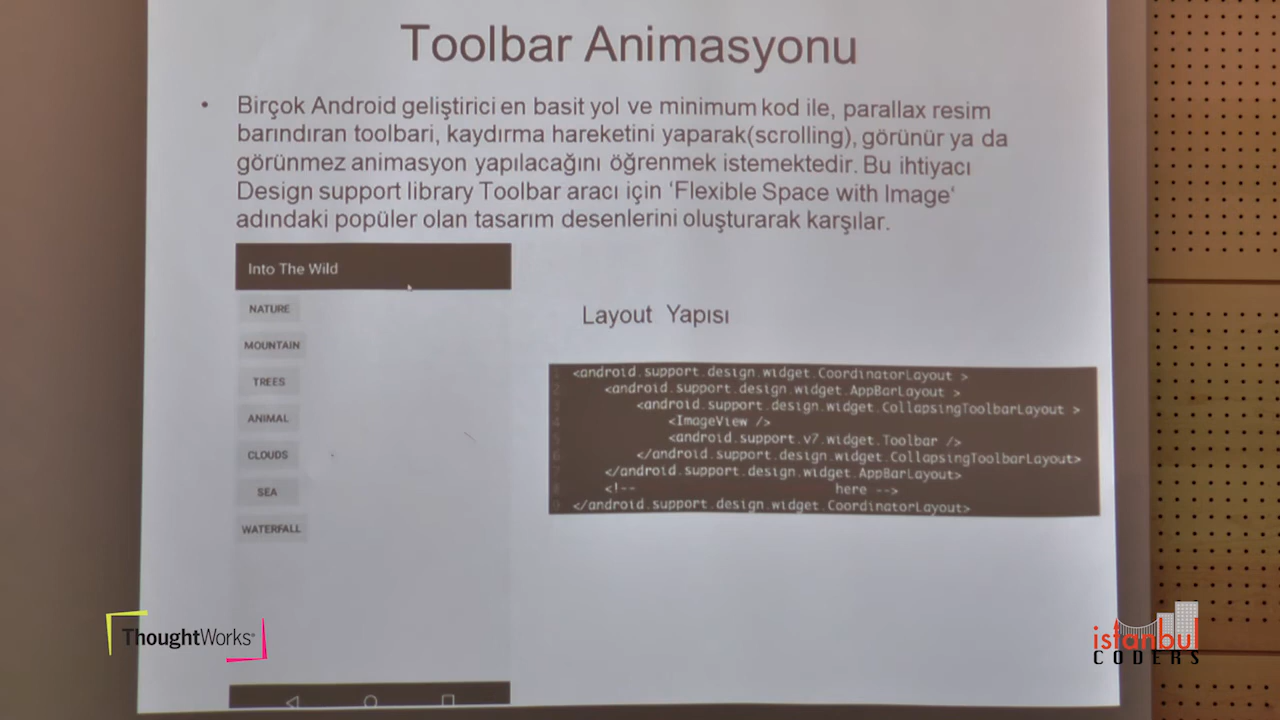 Toolbar Animasyonu
• Birçok Android geliştirici en basit yol ve minimum kod ile, parallax resim
barındıran toolbari, kaydırma hareketini yaparak(scrolling), görünür ya da
görünmez animasyon yapılacağını öğrenmek istemektedir. Bu ihtiyacı
Design support library Toolbar aracı için 'Flexible Space with Image'
adındaki popüler olan tasarım desenlerini oluşturarak karşılar.
Into The Wild
NATURE
MOUNTAIN
TREES
ANIMAL
CLOUDS
SEA
WATERFALL
Layout Yapısı
<android.support.design.widget.CoordinatorLayout >
<android.support.design.widget.AppBarLayout >
<android.support.design.widget.CollapsingToolbarLayout >
<ImageView />
<android.support.v7.widget.Toolbar />
</android.support.design.widget.CollapsingToolbarLayout>
</android.support.design.widget.AppBarLayout>
<!-- here -->
</android.support.design.widget.CoordinatorLayout>
ThoughtWorks®
istanbul
CODERS